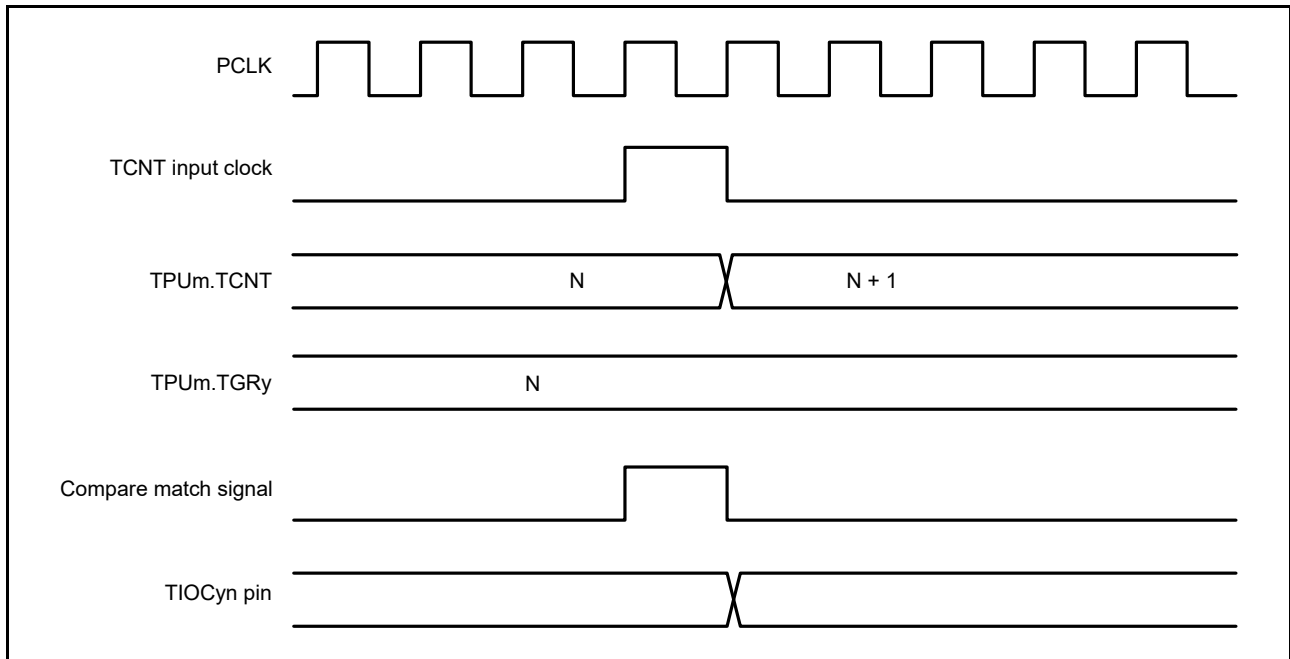 PCLK
TCNT input clock
TPUm.TCNT N N + 1
TPUm.TGRy N
Compare match signal
TIOCyn pin